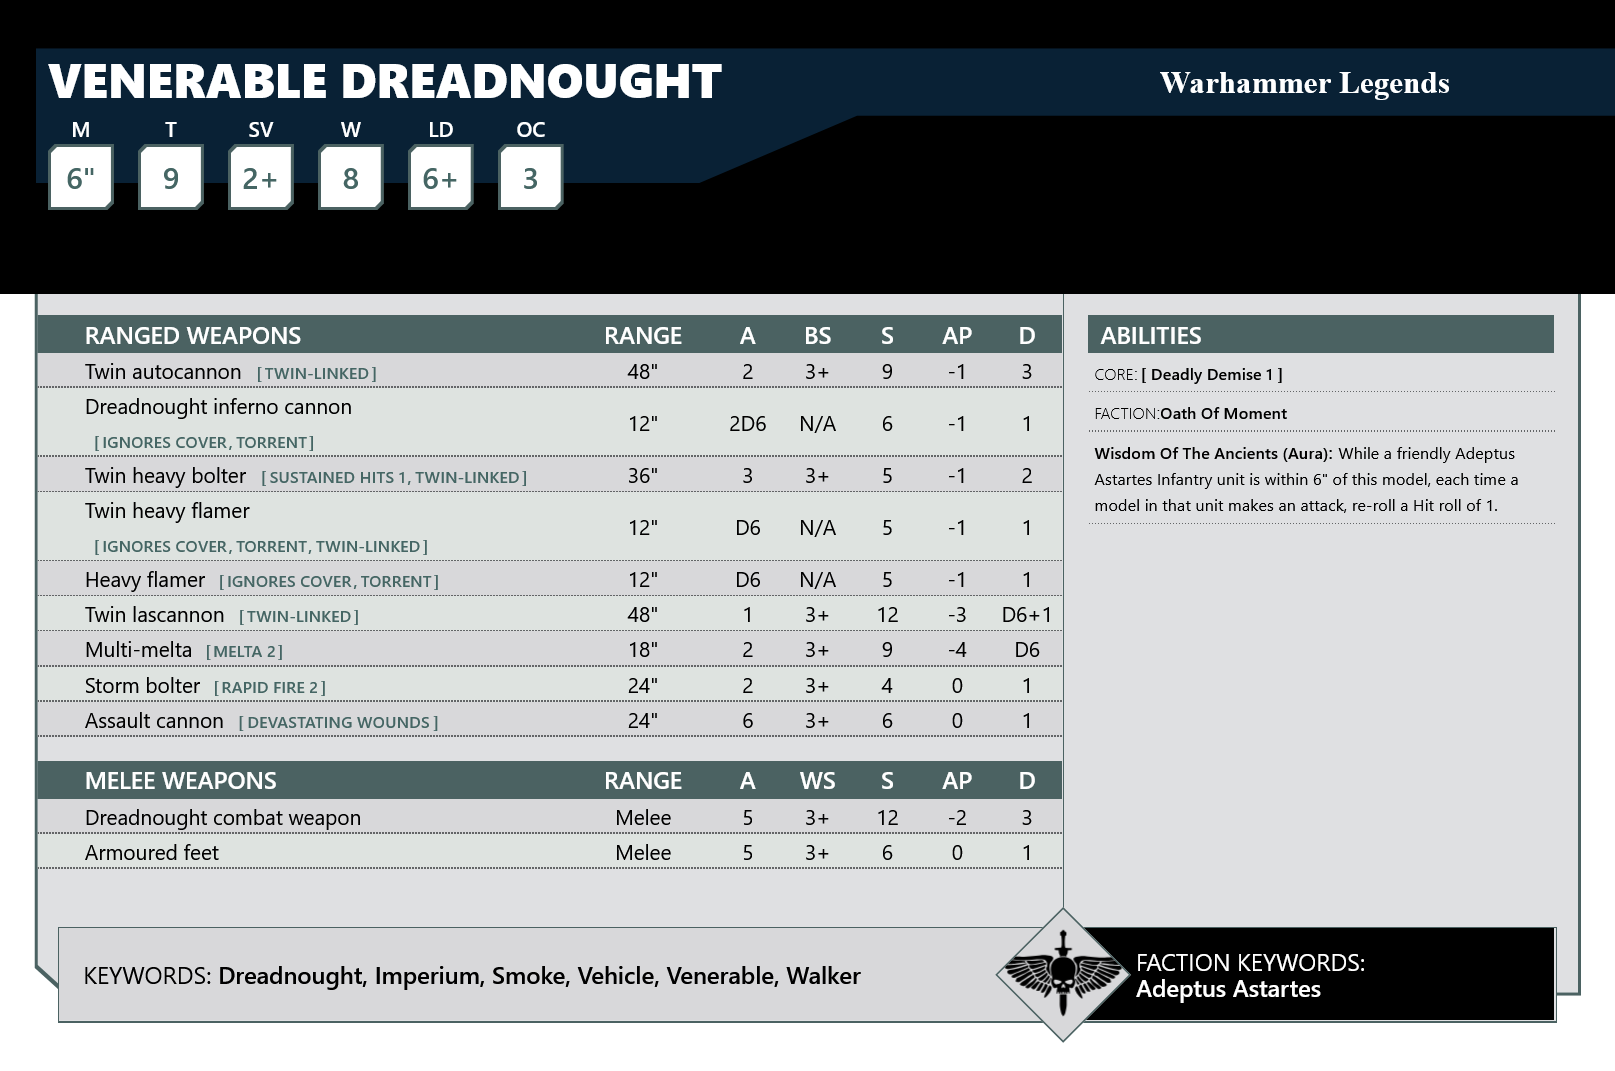 VENERABLE DREADNOUGHT
Warhammer Legends
M T SV W LD OC
6" 9 2+ 8 6+ 3
RANGED WEAPONS RANGE A BS S AP D
Twin autocannon [TWIN-LINKED] 48" 2 3+ 9 -1 3
Dreadnought inferno cannon
[IGNORES COVER, TORRENT] 12" 2D6 N/A 6 -1 1
Twin heavy bolter [SUSTAINED HITS 1, TWIN-LINKED] 36" 3 3+ 5 -1 2
Twin heavy flamer
[IGNORES COVER, TORRENT, TWIN-LINKED] 12" D6 N/A 5 -1 1
Heavy flamer [IGNORES COVER, TORRENT] 12" D6 N/A 5 -1 1
Twin lascannon [TWIN-LINKED] 48" 1 3+ 12 -3 D6+1
Multi-melta [MELTA 2] 18" 2 3+ 9 -4 D6
Storm bolter [RAPID FIRE 2] 24" 2 3+ 4 0 1
Assault cannon [DEVASTATING WOUNDS] 24" 6 3+ 6 0 1
MELEE WEAPONS RANGE A WS S AP D
Dreadnought combat weapon Melee 5 3+ 12 -2 3
Armoured feet Melee 5 3+ 6 0 1
ABILITIES
CORE: [ Deadly Demise 1 ]
FACTION:Oath Of Moment
Wisdom Of The Ancients (Aura): While a friendly Adeptus
Astartes Infantry unit is within 6" of this model, each time a
model in that unit makes an attack, re-roll a Hit roll of 1.
KEYWORDS: Dreadnought, Imperium, Smoke, Vehicle, Venerable, Walker
FACTION KEYWORDS:
Adeptus Astartes